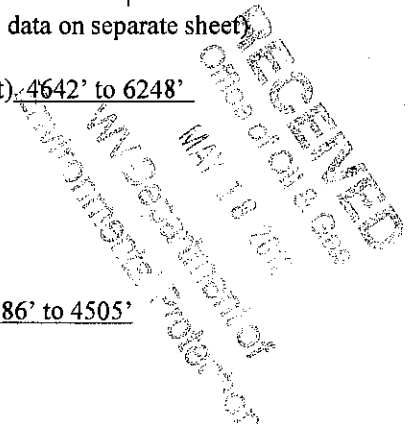 data on separate sheet)
t). 4642’ to 6248’
RECEIVED
Office of Oil & Gas
MAY 18
WV Department of
Environmental Protection
86’ to 4505’